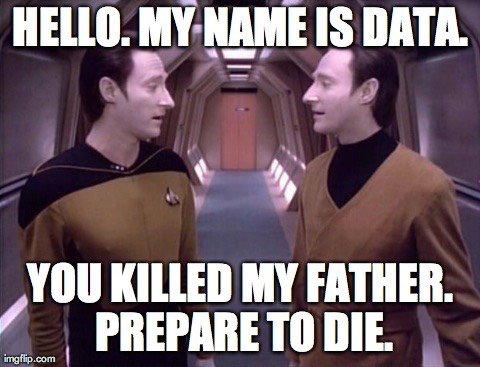 HELLO. MY NAME IS DATA.
YOU KILLED MY FATHER.
PREPARE TO DIE.
imgflip.com